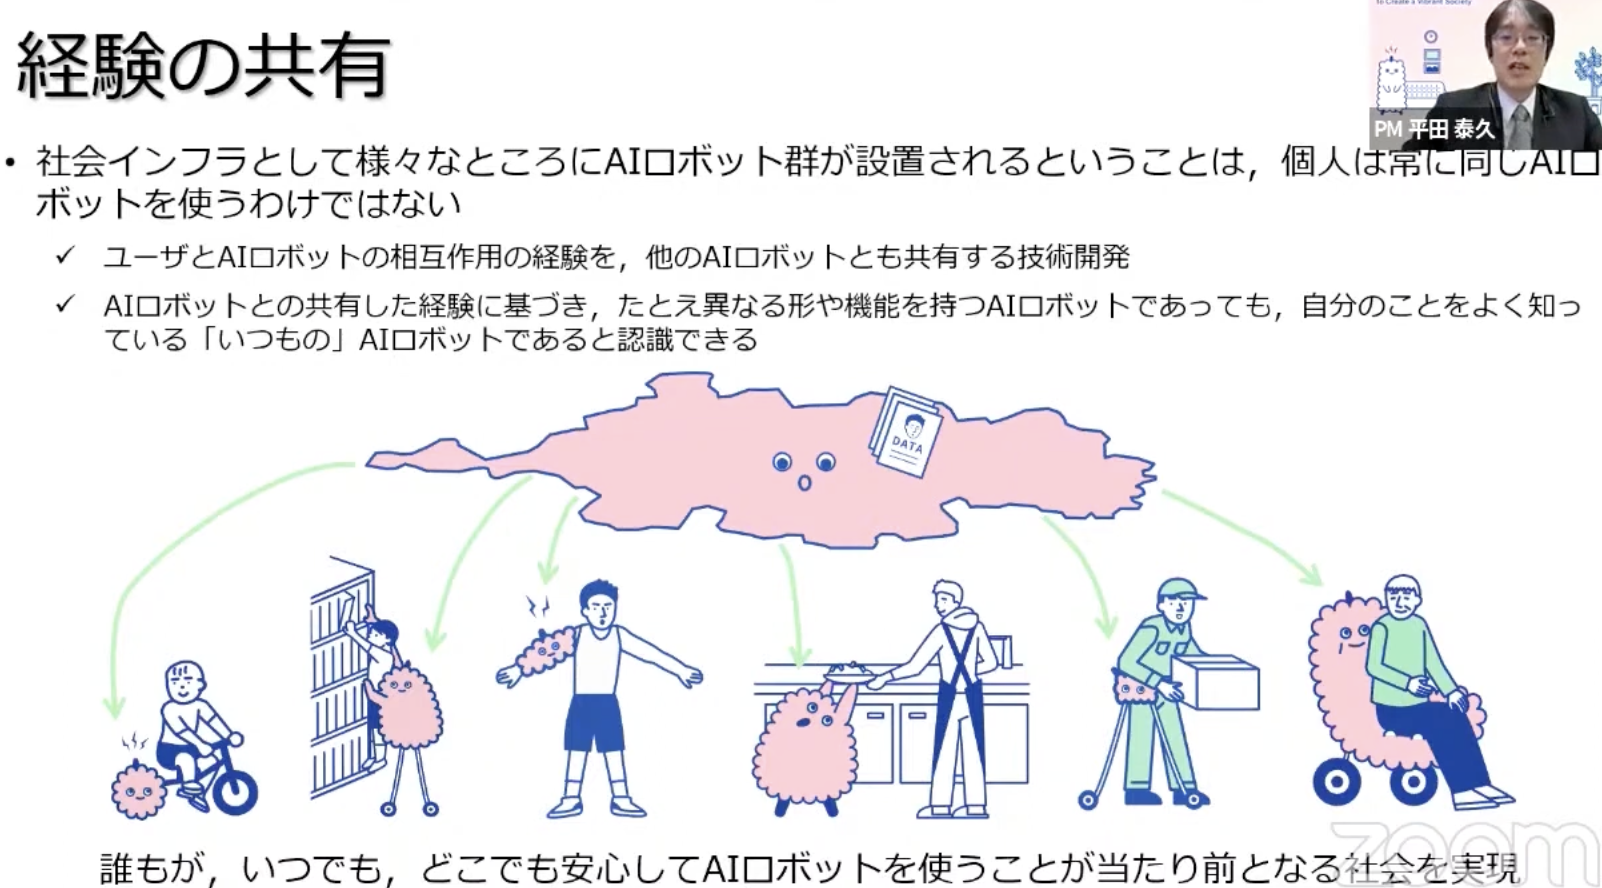 To Create a Vibrant Society
経験の共有
PM 平田 泰久
• 社会インフラとして様々なところにAIロボット群が設置されるということは，個人は常に同じAIロ
ボットを使うわけではない
✓ ユーザとAIロボットの相互作用の経験を，他のAIロボットとも共有する技術開発
✓ AIロボットとの共有した経験に基づき，たとえ異なる形や機能を持つAIロボットであっても，自分のことをよく知っ
ている「いつもの」AIロボットであると認識できる
DATA
誰もが，いつでも，どこでも安心してAIロボットを使うことが当たり前となる社会を実現
zoom